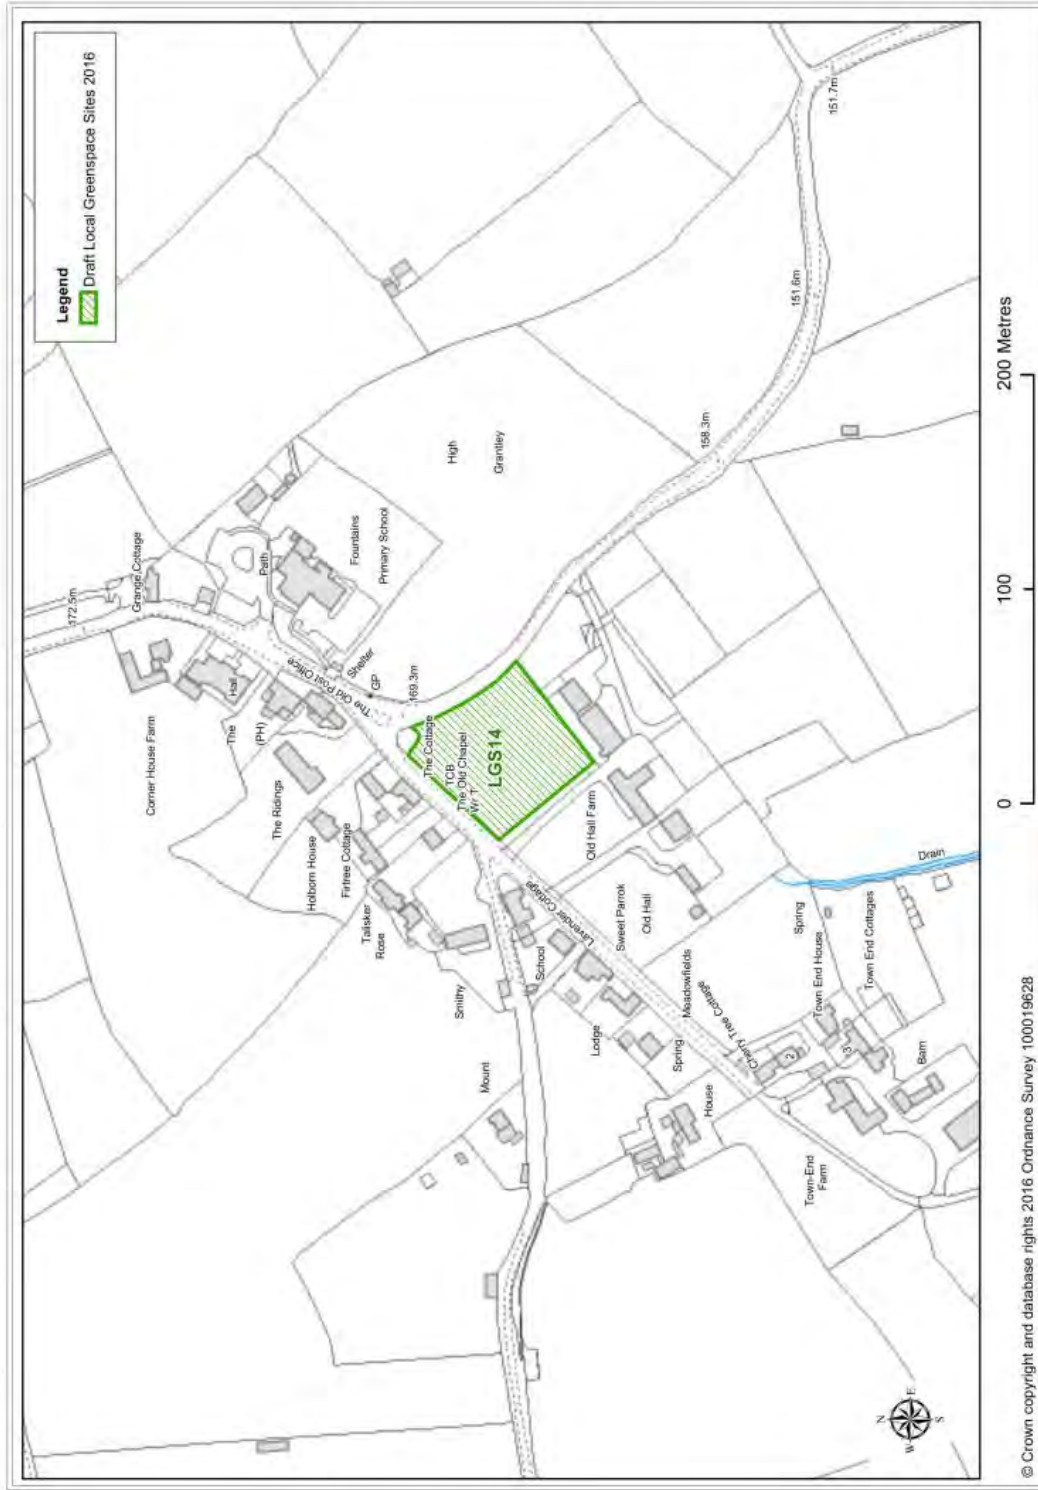 Legend
Draft Local Greenspace Sites 2016
172.5m
Grange Cottage
Corner House Farm
Hall
The
(PH)
The Old Post Office
Path
Fountains
Primary School
Shelter
GP
169.3m
High
Grantley
The Ridings
Holborn House
Firtree Cottage
Talisker
Rose
The Cottage
TCB
The Old Chapel
Wr T
LGS14
Smithy
School
Mount
Lodge
Lavender Cottage
Old Hall Farm
Sweet Parrok
Old Hall
Meadowfields
Cherry Tree Cottage
Spring
House
Spring
Town End House
Town End Cottages
Drain
2
3
Barn
Town-End
Farm
158.3m
151.6m
151.7m
N
E
S
W
0
100
200 Metres
© Crown copyright and database rights 2016 Ordnance Survey 100019628